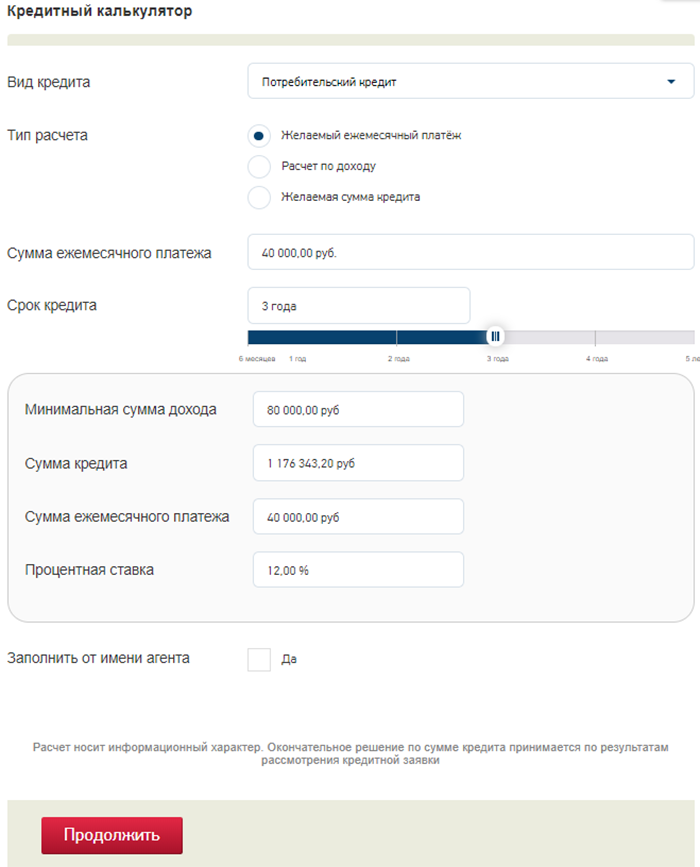 Кредитный калькулятор
Вид кредита
Потребительский кредит
Тип расчета
Желаемый ежемесячный платёж
Расчет по доходу
Желаемая сумма кредита
Сумма ежемесячного платежа
40 000,00 руб.
Срок кредита
3 года
6 месяцев 1 год 2 года 3 года 4 года 5 ле
Минимальная сумма дохода
80 000,00 руб
Сумма кредита
1 176 343,20 руб
Сумма ежемесячного платежа
40 000,00 руб
Процентная ставка
12,00 %
Заполнить от имени агента
Да
Расчет носит информационный характер. Окончательное решение по сумме кредита принимается по результатам
рассмотрения кредитной заявки
Продолжить